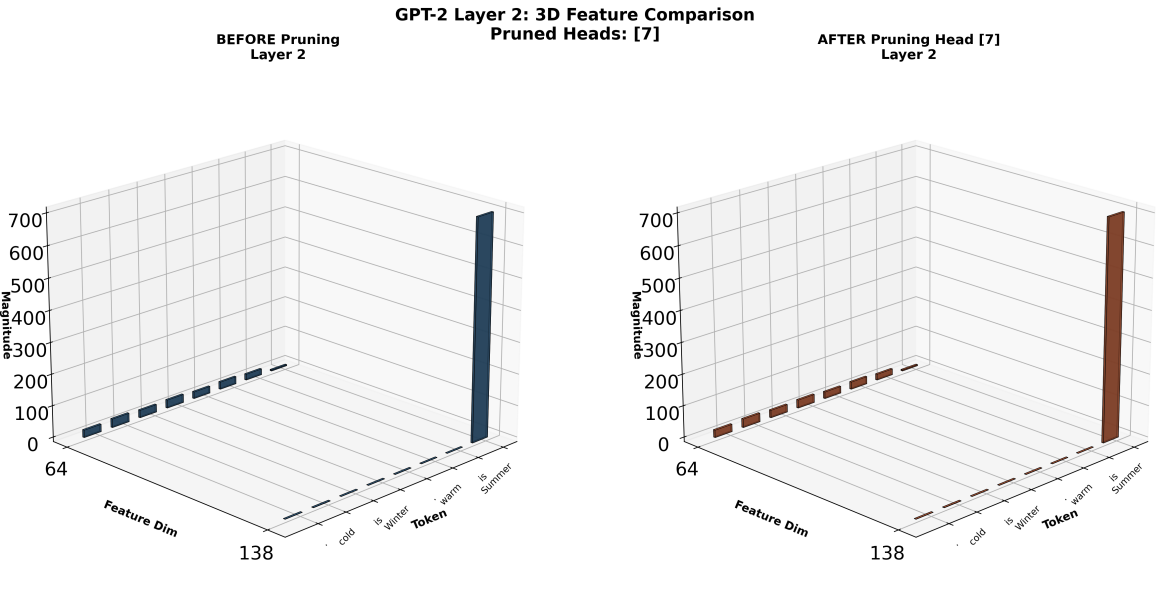 GPT-2 Layer 2: 3D Feature Comparison
Pruned Heads: [7]
BEFORE Pruning
Layer 2
700
600
500
400
300
200
100
0
Magnitude
64
138
Feature Dim
.
cold
is
Winter
.
warm
is
Summer
Token
AFTER Pruning Head [7]
Layer 2
700
600
500
400
300
200
100
0
Magnitude
64
138
Feature Dim
.
cold
is
Winter
.
warm
is
Summer
Token